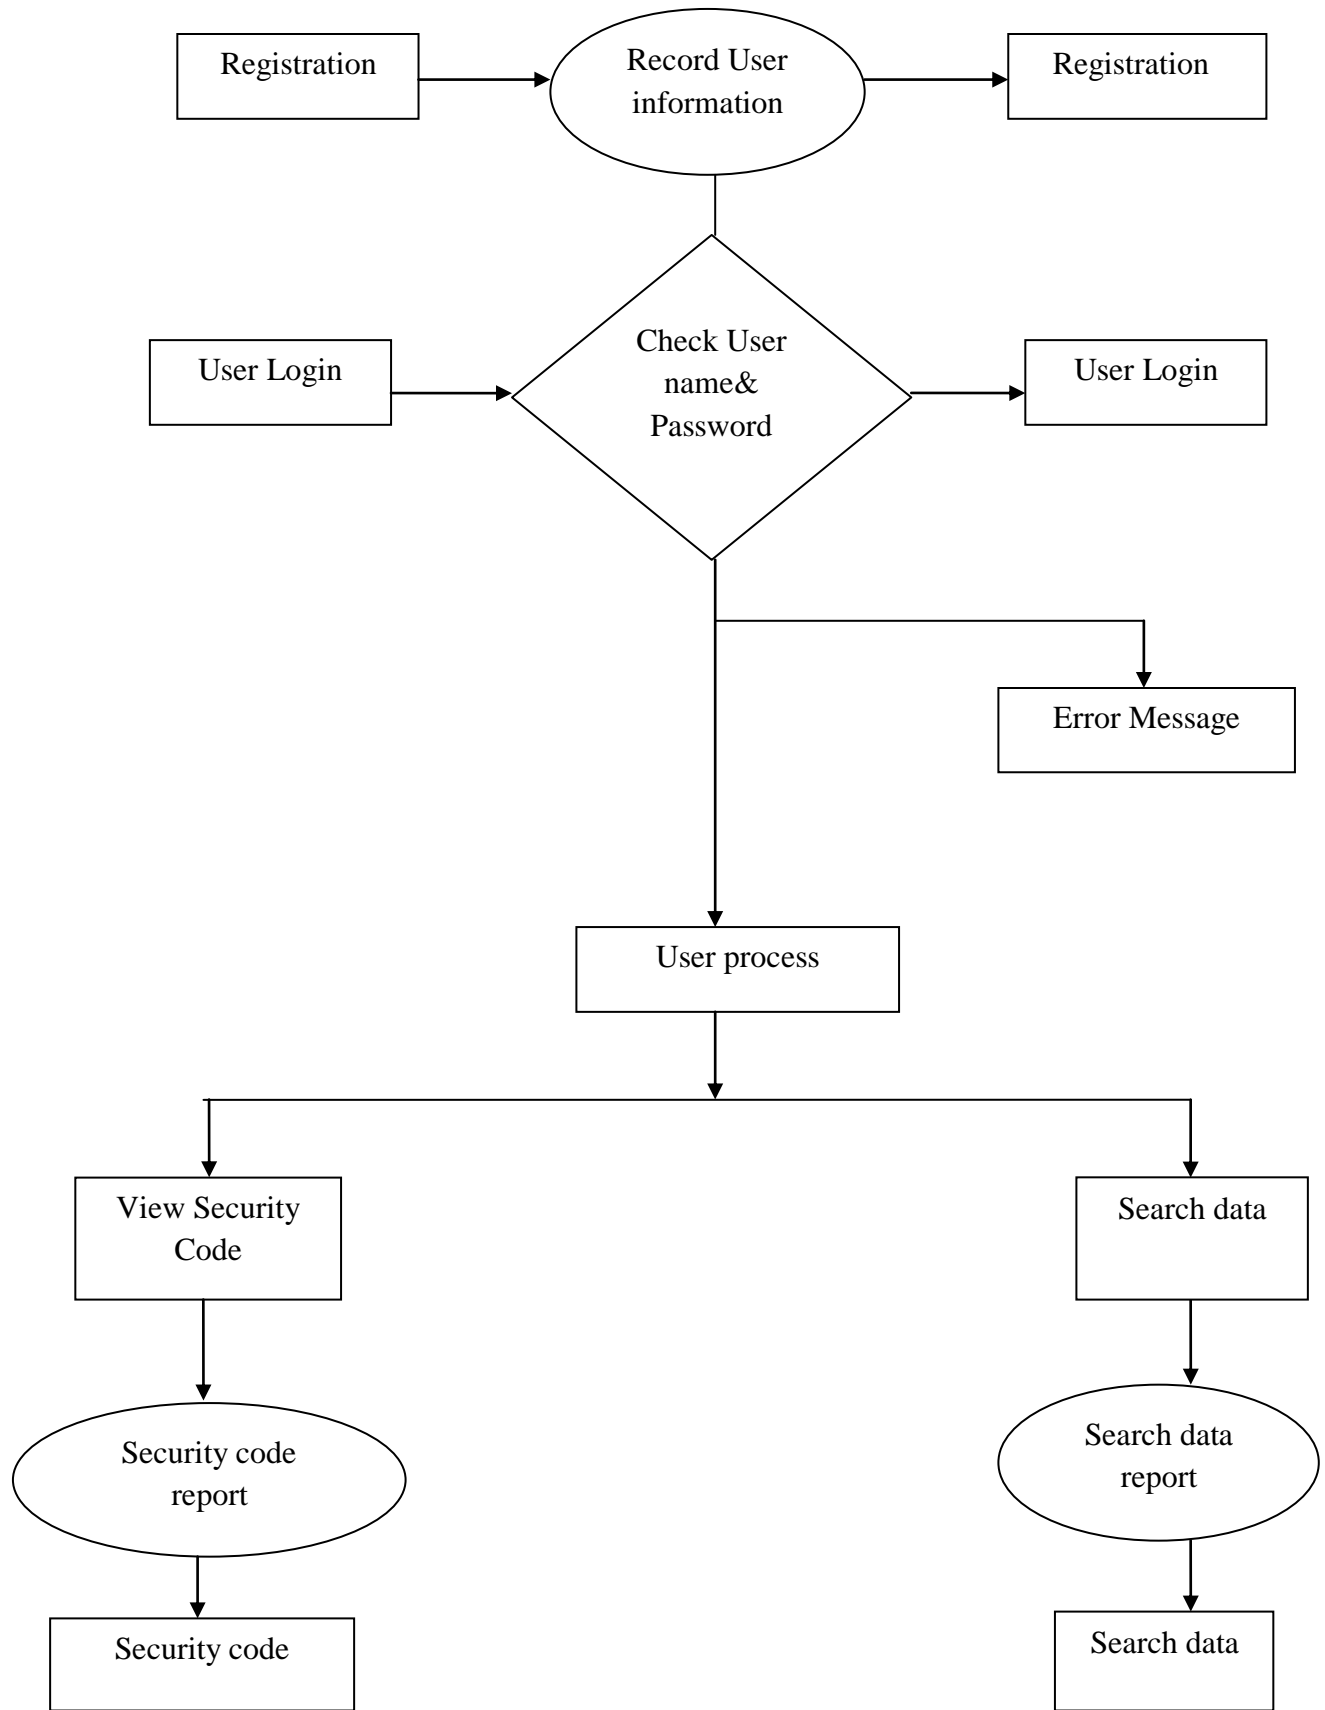 Registration
Record User
information
Registration
User Login
Check User
name&
Password
User Login
Error Message
User process
View Security
Code
Search data
Security code
report
Search data
report
Security code
Search data